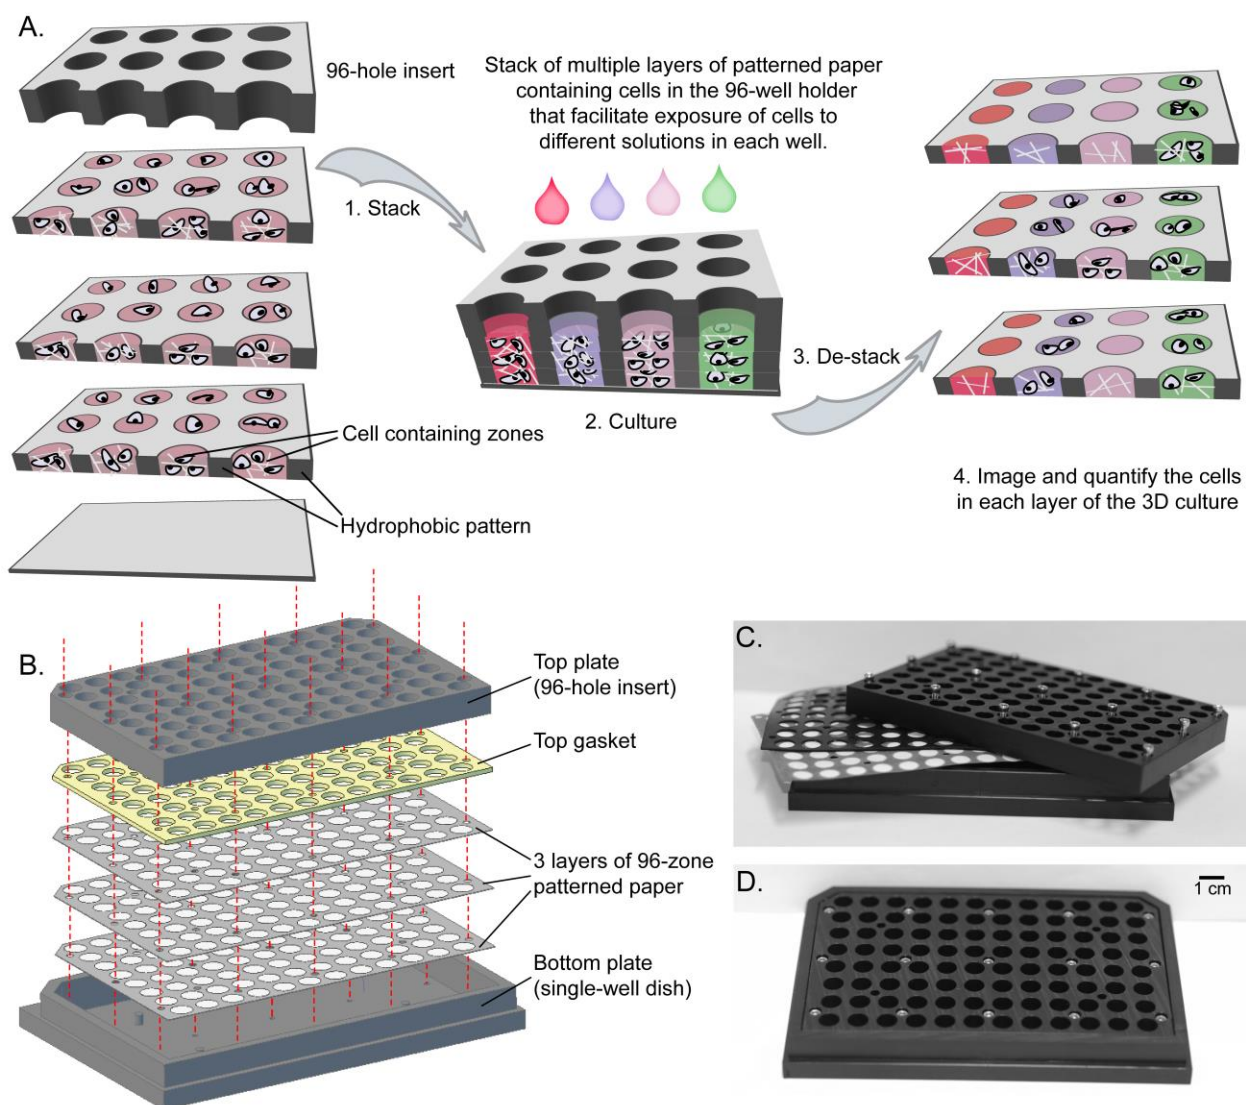 A.
96-hole insert
Stack of multiple layers of patterned paper
containing cells in the 96-well holder
that facilitate exposure of cells to
different solutions in each well.
1. Stack
2. Culture
3. De-stack
Cell containing zones
Hydrophobic pattern
4. Image and quantify the cells
in each layer of the 3D culture
B.
Top plate
(96-hole insert)
Top gasket
3 layers of 96-zone
patterned paper
Bottom plate
(single-well dish)
C.
D.
1 cm